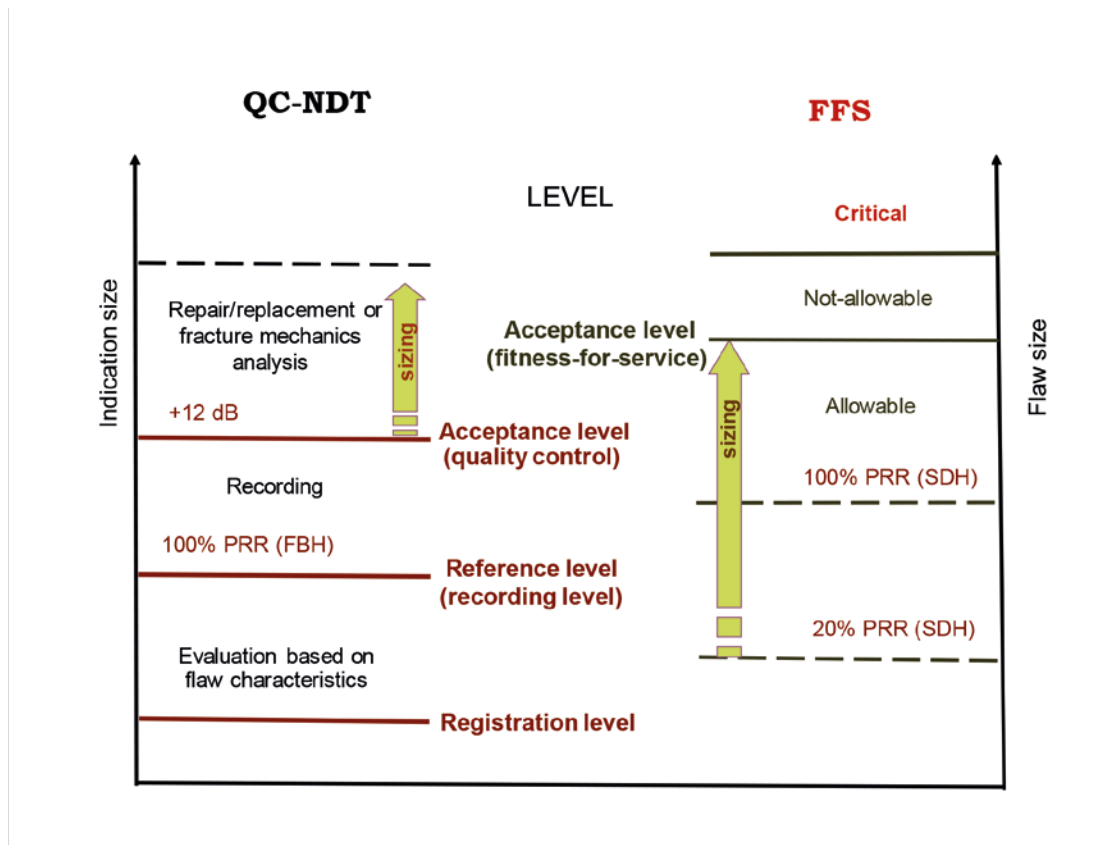 QC-NDT
FFS
LEVEL
Indication size
Repair/replacement or
fracture mechanics
analysis
sizing
+12 dB
Acceptance level
(quality control)
Recording
100% PRR (FBH)
Reference level
(recording level)
Evaluation based on
flaw characteristics
Registration level
Critical
Not-allowable
Acceptance level
(fitness-for-service)
Allowable
sizing
100% PRR (SDH)
20% PRR (SDH)
Flaw size